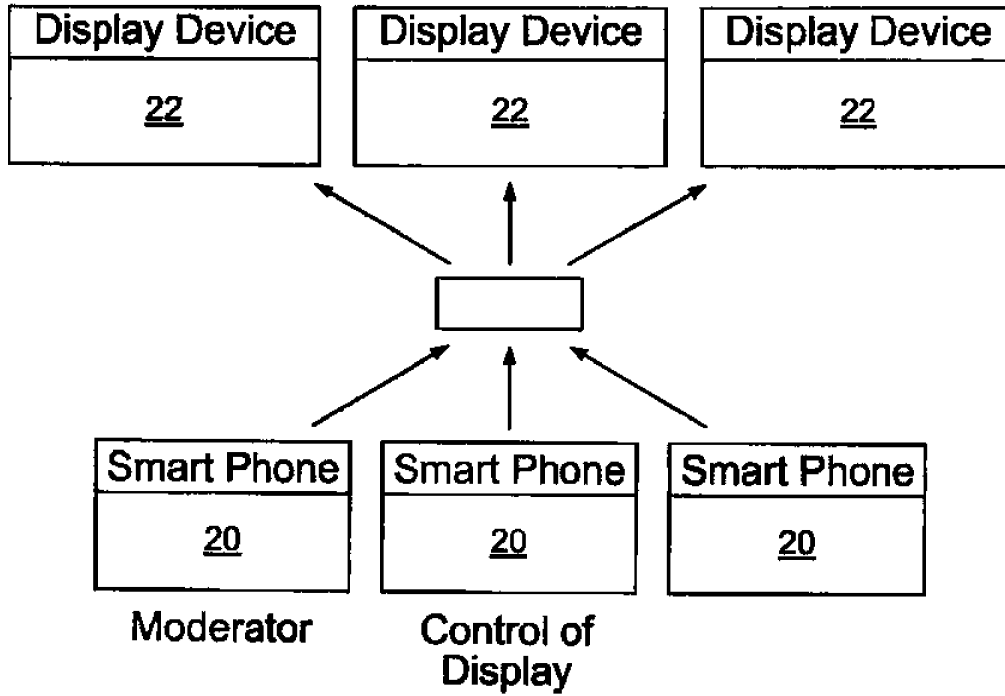 Display Device
Display Device
Display Device
22
22
22
Smart Phone
Smart Phone
Smart Phone
20
20
20
Moderator
Control of
Display